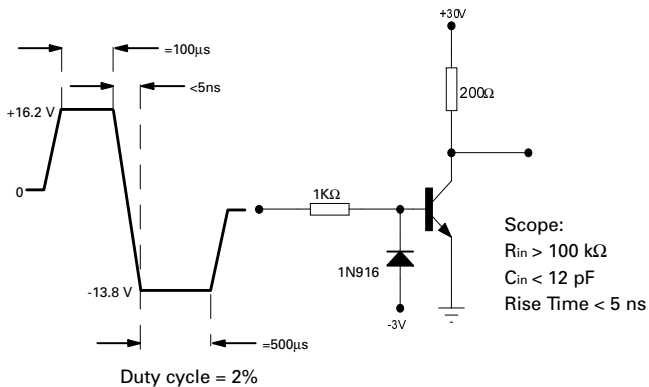 +30V
=100µs
<5ns
+16.2 V
200Ω
0
1KΩ
Scope:
Rin > 100 kΩ
1N916
Cin < 12 pF
-13.8 V
Rise Time < 5 ns
-3V
=500µs
Duty cycle = 2%